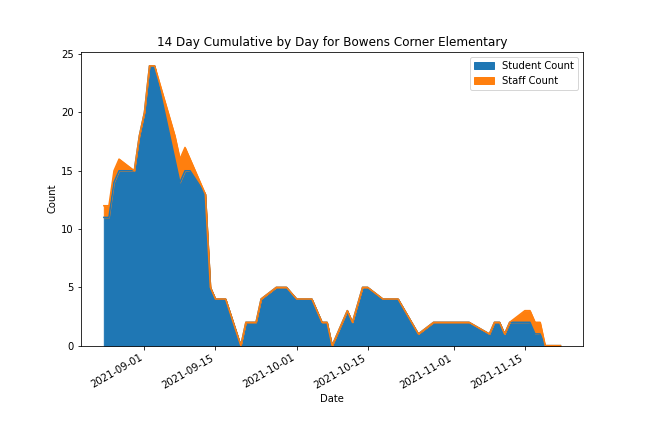 14 Day Cumulative by Day for Bowens Corner Elementary
25
20
15
10
5
0
Count
Student Count
Staff Count
2021-09-01
2021-09-15
2021-10-01
2021-10-15
2021-11-01
2021-11-15
Date